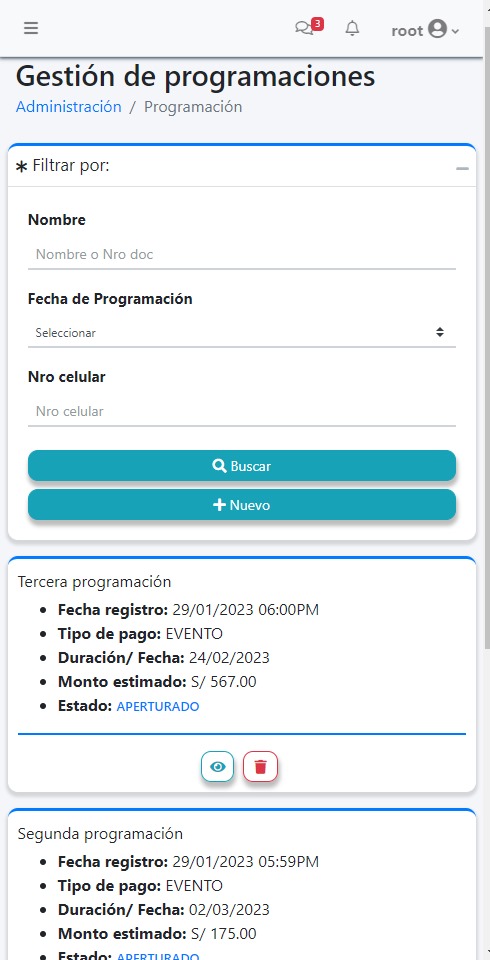 3
root
Gestión de programaciones
Administración / Programación
Filtrar por:
Nombre
Nombre o Nro doc
Fecha de Programación
Seleccionar
Nro celular
Nro celular
Buscar
Nuevo
Tercera programación
Fecha registro: 29/01/2023 06:00PM
Tipo de pago: EVENTO
Duración/ Fecha: 24/02/2023
Monto estimado: S/ 567.00
Estado: APERTURADO
Segunda programación
Fecha registro: 29/01/2023 05:59PM
Tipo de pago: EVENTO
Duración/ Fecha: 02/03/2023
Monto estimado: S/ 175.00
Estado: APERTURADO